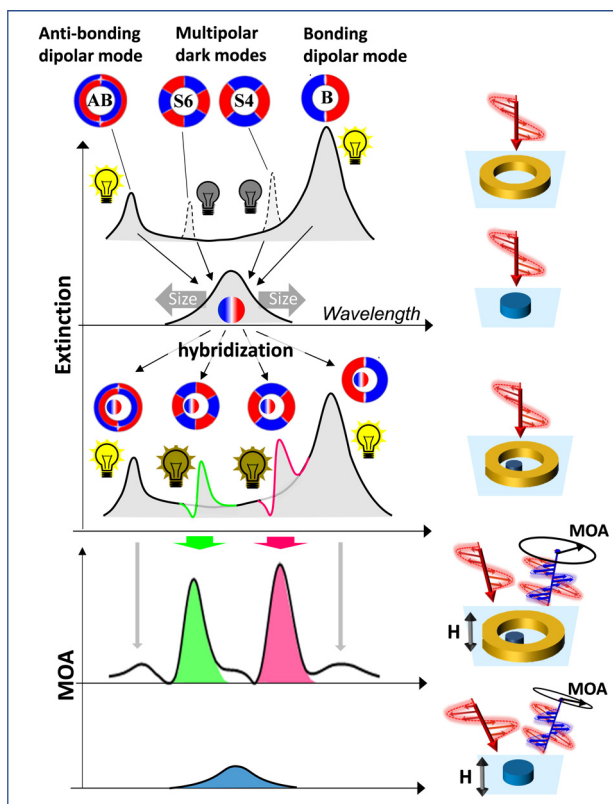 Anti-bonding
dipolar mode
Multipolar
dark modes
Bonding
dipolar mode
AB
S6
S4
B
Extinction
Size
Size
Wavelength
hybridization
MOA
MOA
H
MOA
H